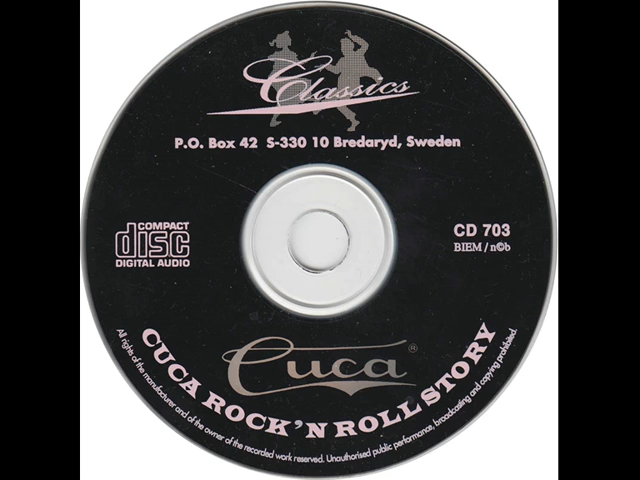 Classics
P.O. Box 42 S-330 10 Bredaryd, Sweden
COMPACT
disc
DIGITAL AUDIO
CD 703
BIEM / n©b
Cuca ®
CUCA ROCK'N ROLL STORY
All rights of the manufacturer and of the owner of the recorded work reserved. Unauthorised public performance, broadcasting and copying prohibited.